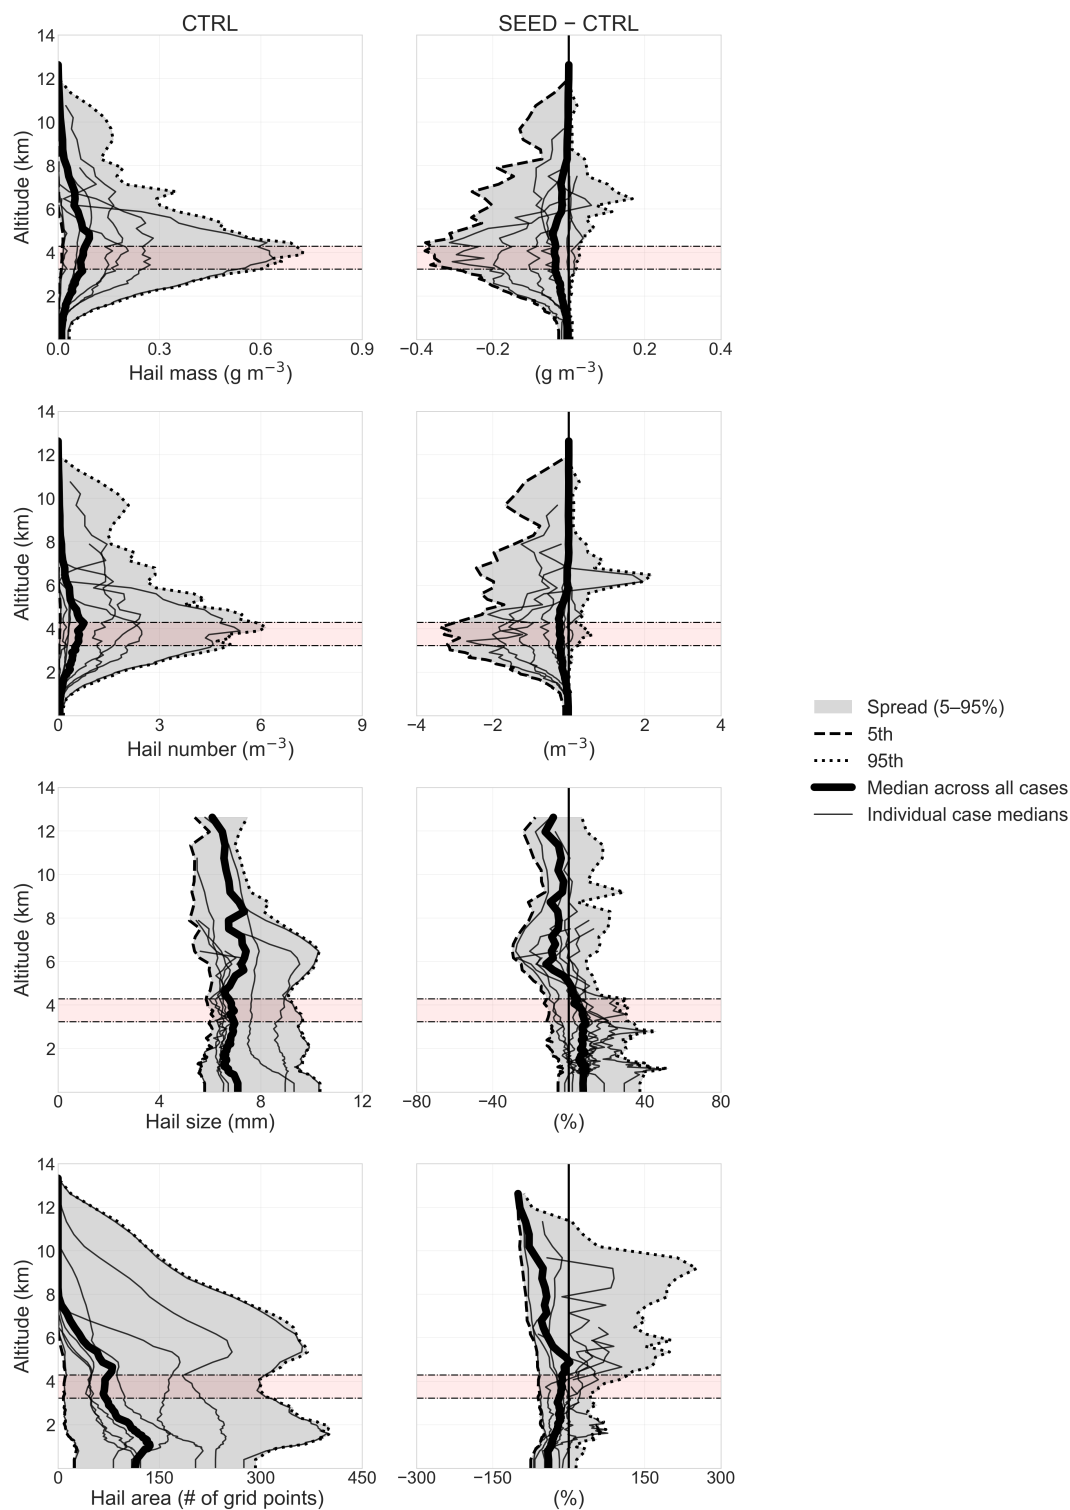 CTRL SEED − CTRL
14
12
10
8
6
4
2
Altitude (km)
0.0 0.3 0.6 0.9
Hail mass (g m−3)
−0.4 −0.2 0.2 0.4
(g m−3)
14
12
10
8
6
4
2
Altitude (km)
0 3 6 9
Hail number (m−3)
−4 −2 2 4
(m−3)
Spread (5–95%)
5th
95th
Median across all cases
Individual case medians
14
12
10
8
6
4
2
Altitude (km)
0 4 8 12
Hail size (mm)
−80 −40 40 80
(%)
14
12
10
8
6
4
2
Altitude (km)
0 150 300 450
Hail area (# of grid points)
−300 −150 150 300
(%)